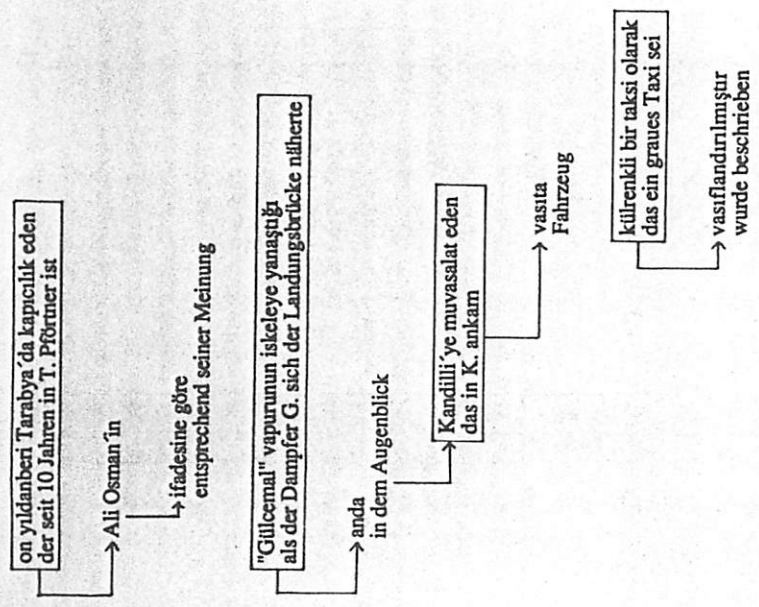 on yıldanberi Tarabya´da kapıcılık eden
der seit 10 Jahren in T. Pförtner ist
Ali Osman´in
ifadesine göre
entsprechend seiner Meinung
"Gülcemal" vapurunun iskeleye yanaştığı
als der Dampfer G. sich der Landungsbrücke näherte
anda
in dem Augenblick
Kandilli´ye muvasalat eden
das in K. ankam
vasıta
Fahrzeug
kürenkli bir taksi olarak
das ein graues Taxi sei
vasıflandırılmıştır
wurde beschrieben